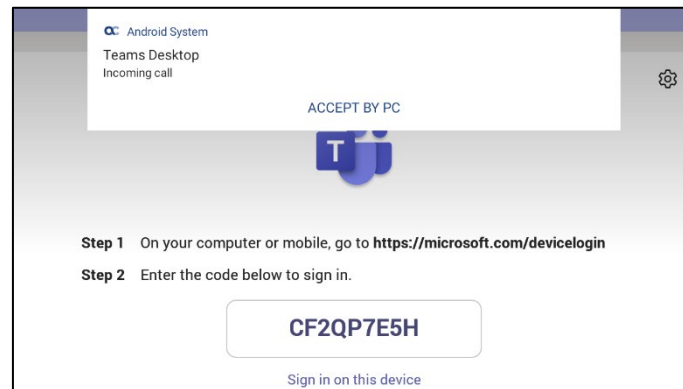 Android System
Teams Desktop
Incoming call
ACCEPT BY PC
T
Step 1 On your computer or mobile, go to https://microsoft.com/devicelogin
Step 2 Enter the code below to sign in.
CF2QP7E5H
Sign in on this device